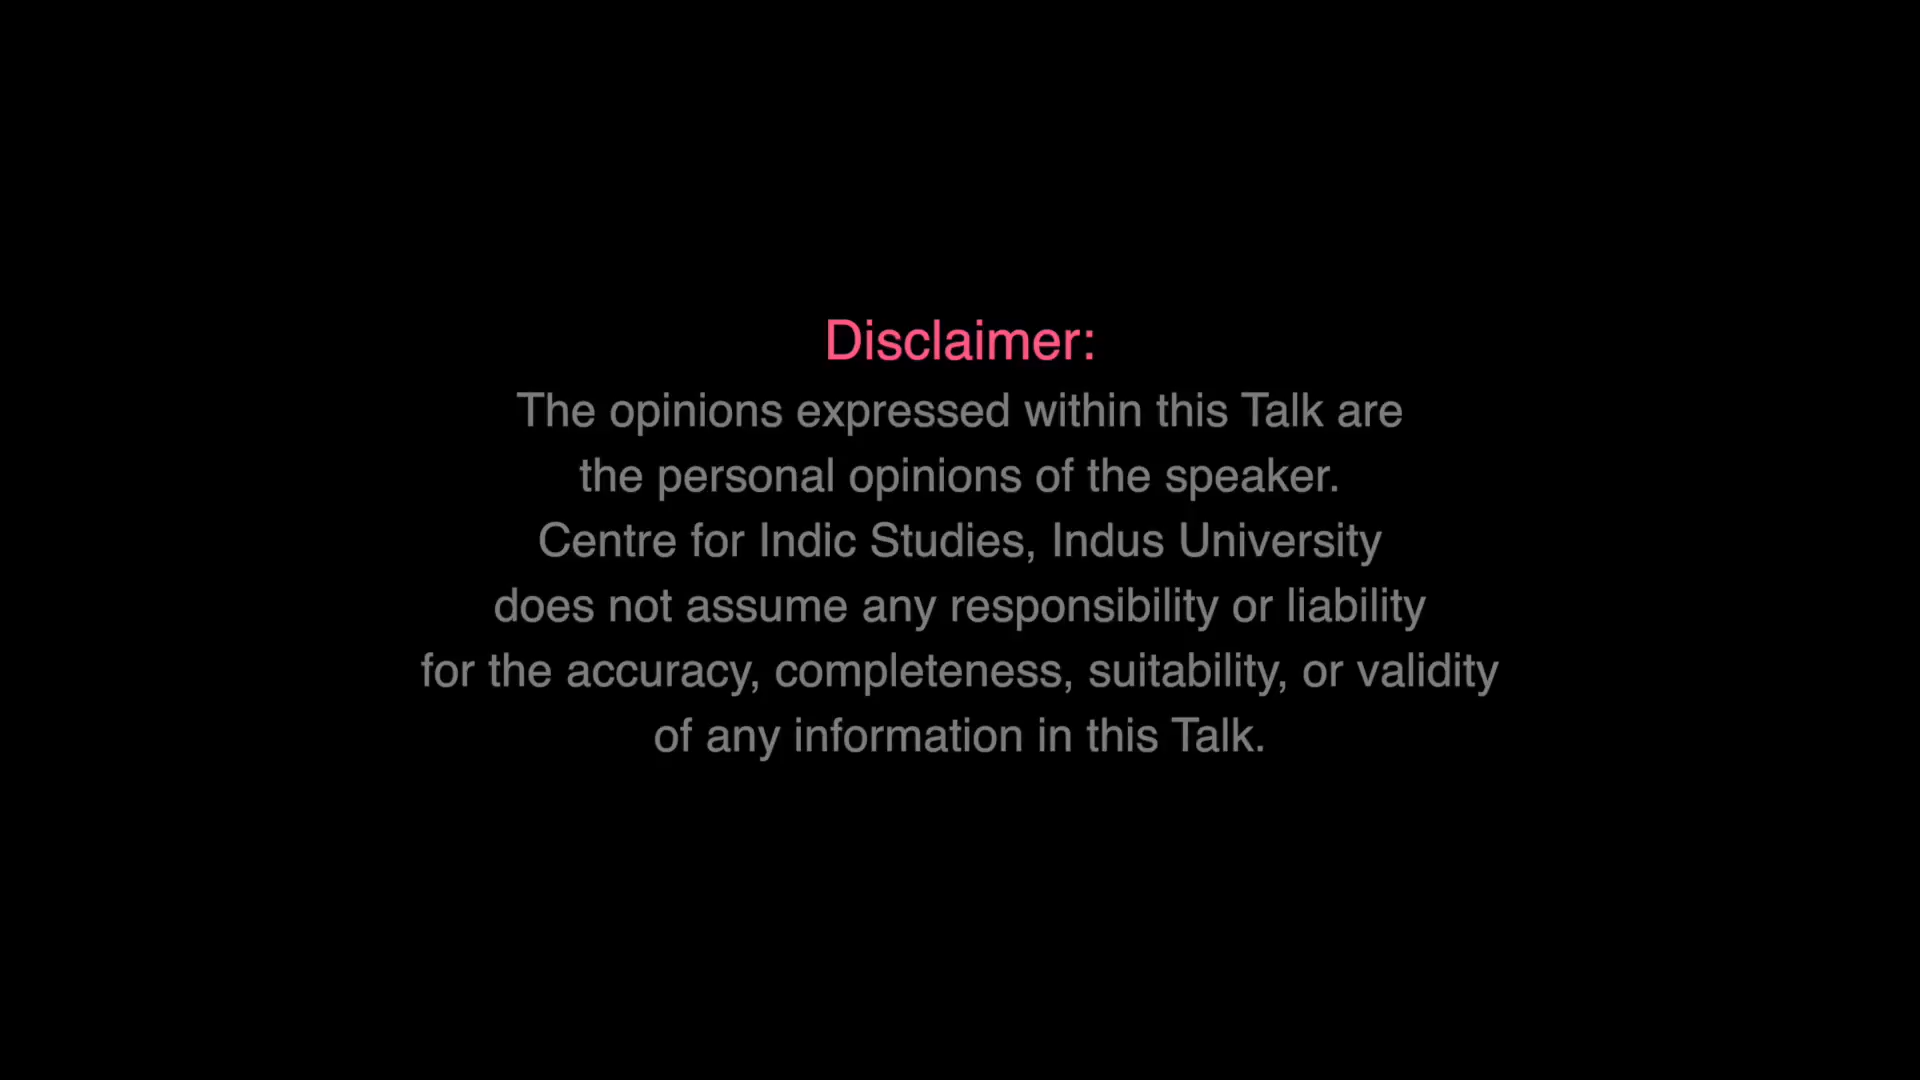 Disclaimer:
The opinions expressed within this Talk are
the personal opinions of the speaker.
Centre for Indic Studies, Indus University
does not assume any responsibility or liability
for the accuracy, completeness, suitability, or validity
of any information in this Talk.